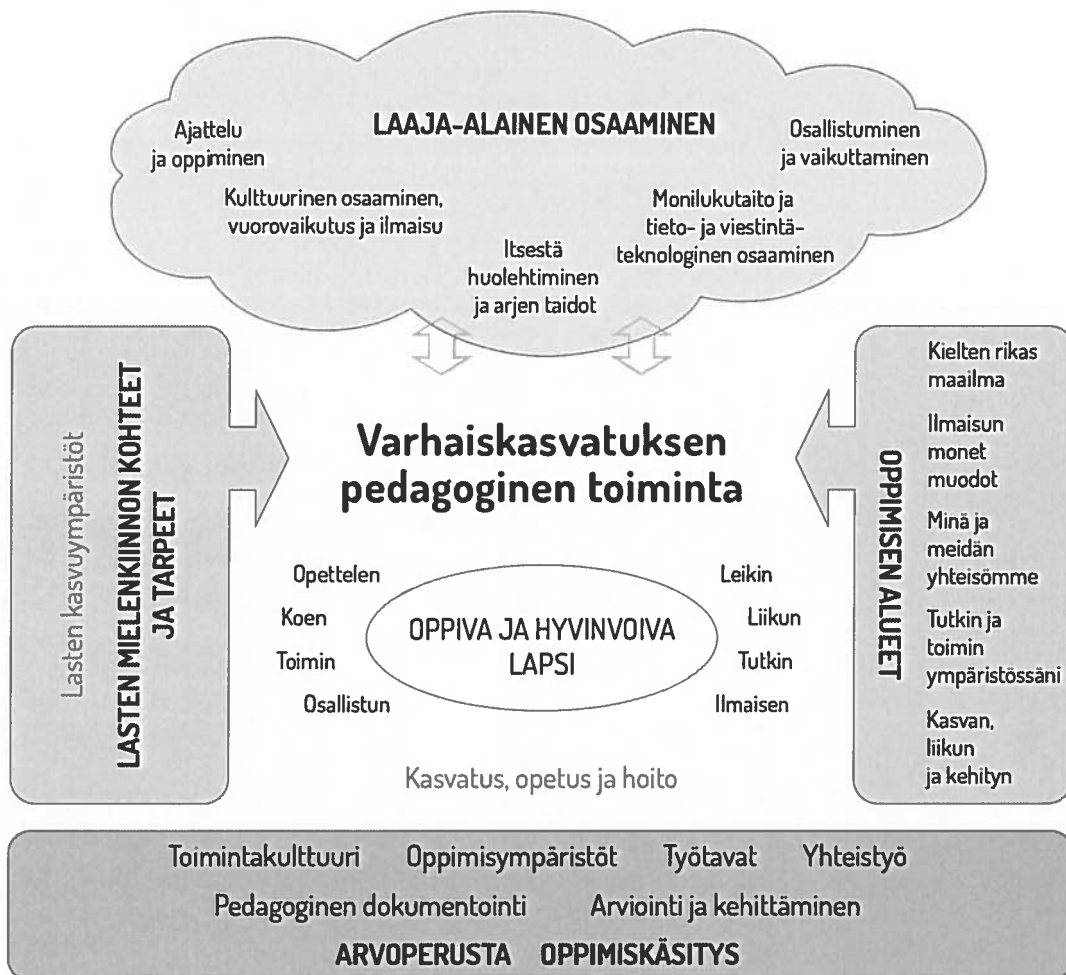 LAAJA-ALAINEN OSAAMINEN
Ajattelu
ja oppiminen
Osallistuminen
ja vaikuttaminen
Kulttuurinen osaaminen,
vuorovaikutus ja ilmaisu
Monilukutaito ja
tieto- ja viestintä-
teknologinen osaaminen
Itsestä
huolehtiminen
ja arjen taidot
Lasten kasvuympäristöt
LASTEN MIELENKIINNON KOHTEET
JA TARPEET
Varhaiskasvatuksen
pedagoginen toiminta
Opettelen
Koen
Toimin
Osallistun
OPPIVA JA HYVINVOIVA
LAPSI
Leikin
Liikun
Tutkin
Ilmaisen
Kasvatus, opetus ja hoito
OPPIMISEN ALUEET
Kielten rikas
maailma
Ilmaisun
monet
muodot
Minä ja
meidän
yhteisömme
Tutkin ja
toimin
ympäristössäni
Kasvan,
liikun
ja kehityn
Toimintakulttuuri Oppimisympäristöt Työtavat Yhteistyö
Pedagoginen dokumentointi Arviointi ja kehittäminen
ARVOPERUSTA OPPIMISKÄSITYS